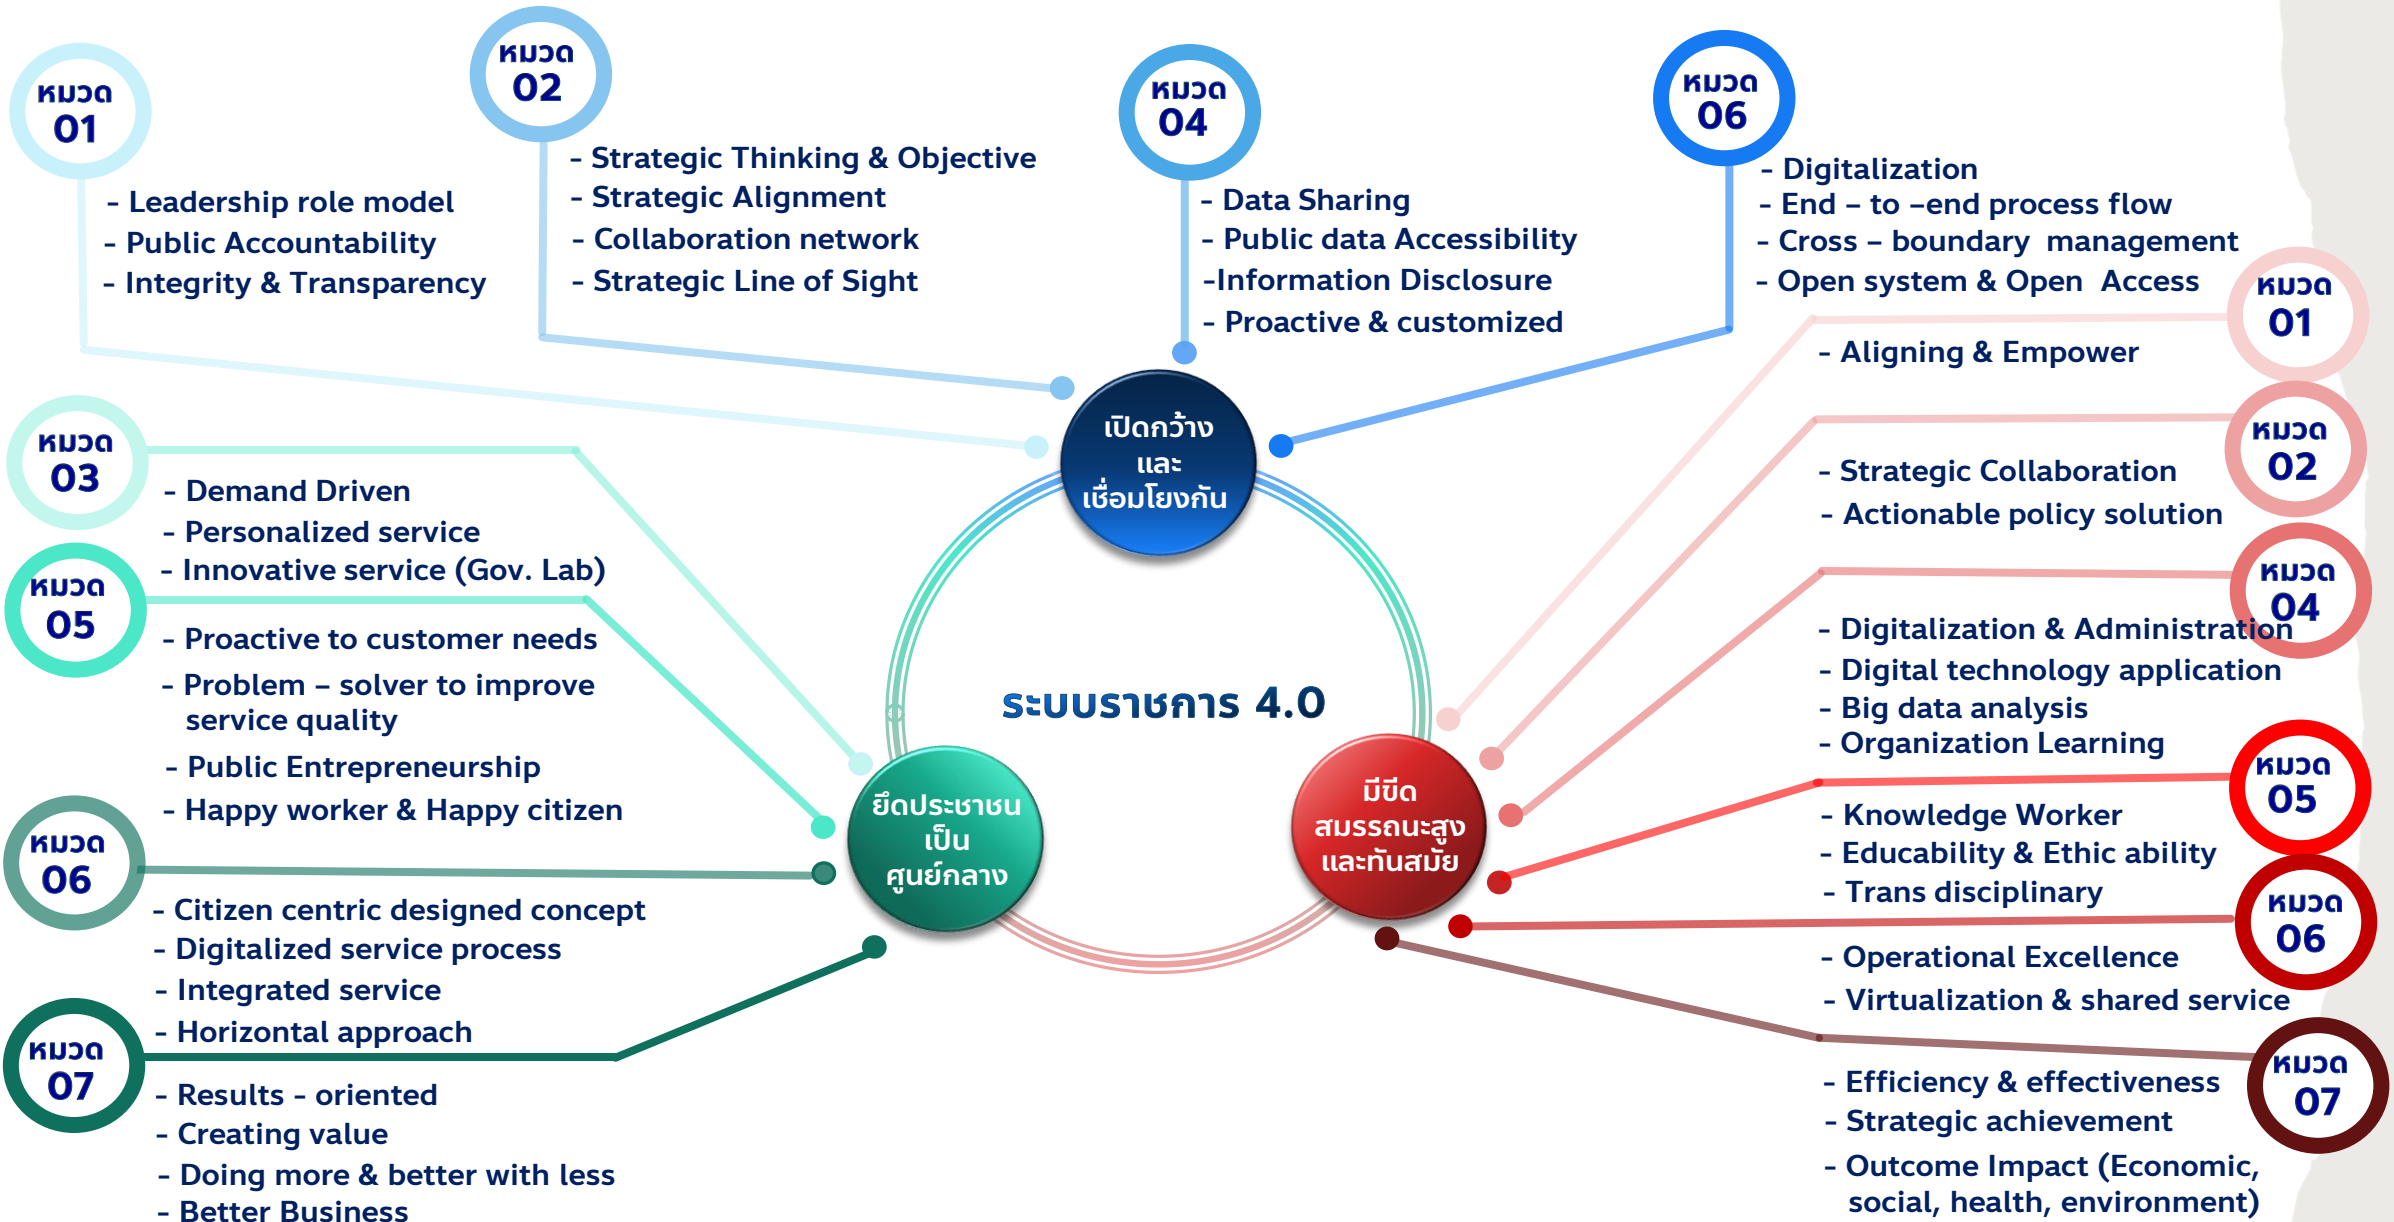 หมวด
01
- Leadership role model
- Public Accountability
- Integrity & Transparency
หมวด
02
- Strategic Thinking & Objective
- Strategic Alignment
- Collaboration network
- Strategic Line of Sight
หมวด
04
- Data Sharing
- Public data Accessibility
-Information Disclosure
- Proactive & customized
หมวด
06
- Digitalization
- End – to –end process flow
- Cross – boundary  management
- Open system & Open  Access
เปิดกว้าง
และ
เชื่อมโยงกัน
หมวด
03
- Demand Driven
- Personalized service
- Innovative service (Gov. Lab)
หมวด
05
- Proactive to customer needs
- Problem – solver to improve
service quality
- Public Entrepreneurship
- Happy worker & Happy citizen
หมวด
06
- Citizen centric designed concept
- Digitalized service process
- Integrated service
- Horizontal approach
หมวด
07
- Results - oriented
- Creating value
- Doing more & better with less
- Better Business
ยึดประชาชน
เป็น
ศูนย์กลาง
ระบบราชการ 4.0
มีขีด
สมรรถนะสูง
และทันสมัย
หมวด
01
- Aligning & Empower
หมวด
02
- Strategic Collaboration
- Actionable policy solution
หมวด
04
- Digitalization & Administration
- Digital technology application
- Big data analysis
- Organization Learning
หมวด
05
- Knowledge Worker
- Educability & Ethic ability
- Trans disciplinary
หมวด
06
- Operational Excellence
- Virtualization & shared service
หมวด
07
- Efficiency & effectiveness
- Strategic achievement
- Outcome Impact (Economic,
social, health, environment)